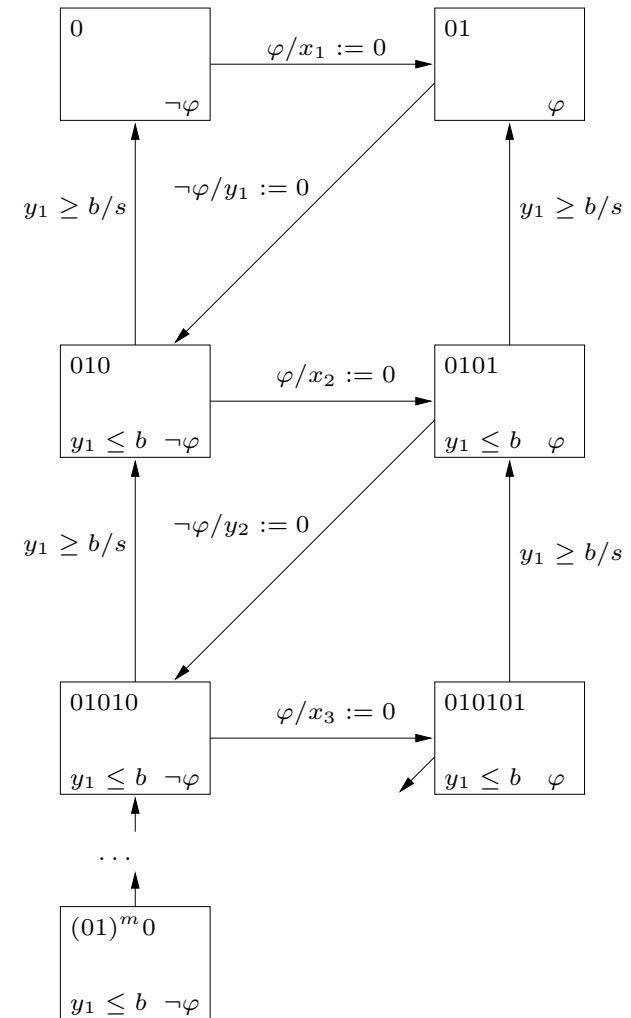 0
¬φ
φ/x₁ := 0
01
φ
¬φ/y₁ := 0
y₁ ≥ b/s
y₁ ≥ b/s
010
y₁ ≤ b ¬φ
φ/x₂ := 0
0101
y₁ ≤ b φ
¬φ/y₂ := 0
y₁ ≥ b/s
y₁ ≥ b/s
01010
y₁ ≤ b ¬φ
φ/x₃ := 0
010101
y₁ ≤ b φ
...
(01)ᵐ0
y₁ ≤ b ¬φ